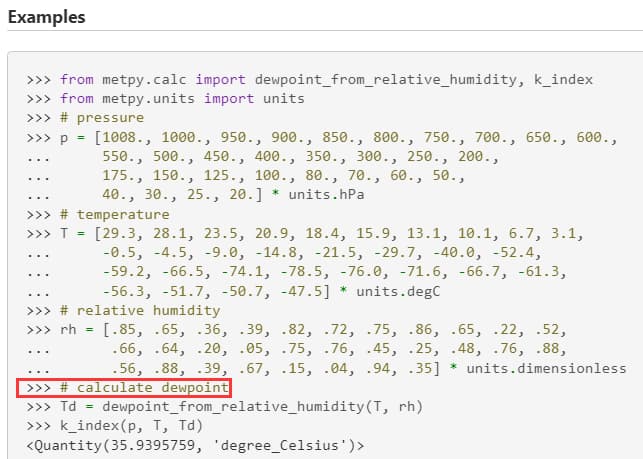 Examples
>>> from metpy.calc import dewpoint_from_relative_humidity, k_index
>>> from metpy.units import units
>>> # pressure
>>> p = [1008., 1000., 950., 900., 850., 800., 750., 700., 650., 600.,
...      550., 500., 450., 400., 350., 300., 250., 200.,
...      175., 150., 125., 100., 80., 70., 60., 50.,
...      40., 30., 25., 20.] * units.hPa
>>> # temperature
>>> T = [29.3, 28.1, 23.5, 20.9, 18.4, 15.9, 13.1, 10.1, 6.7, 3.1,
...      -0.5, -4.5, -9.0, -14.8, -21.5, -29.7, -40.0, -52.4,
...      -59.2, -66.5, -74.1, -78.5, -76.0, -71.6, -66.7, -61.3,
...      -56.3, -51.7, -50.7, -47.5] * units.degC
>>> # relative humidity
>>> rh = [.85, .65, .36, .39, .82, .72, .75, .86, .65, .22, .52,
...       .66, .64, .20, .05, .75, .76, .45, .25, .48, .76, .88,
...       .56, .88, .39, .67, .15, .04, .94, .35] * units.dimensionless
>>> # calculate dewpoint
>>> Td = dewpoint_from_relative_humidity(T, rh)
>>> k_index(p, T, Td)
<Quantity(35.9395759, 'degree_Celsius')>